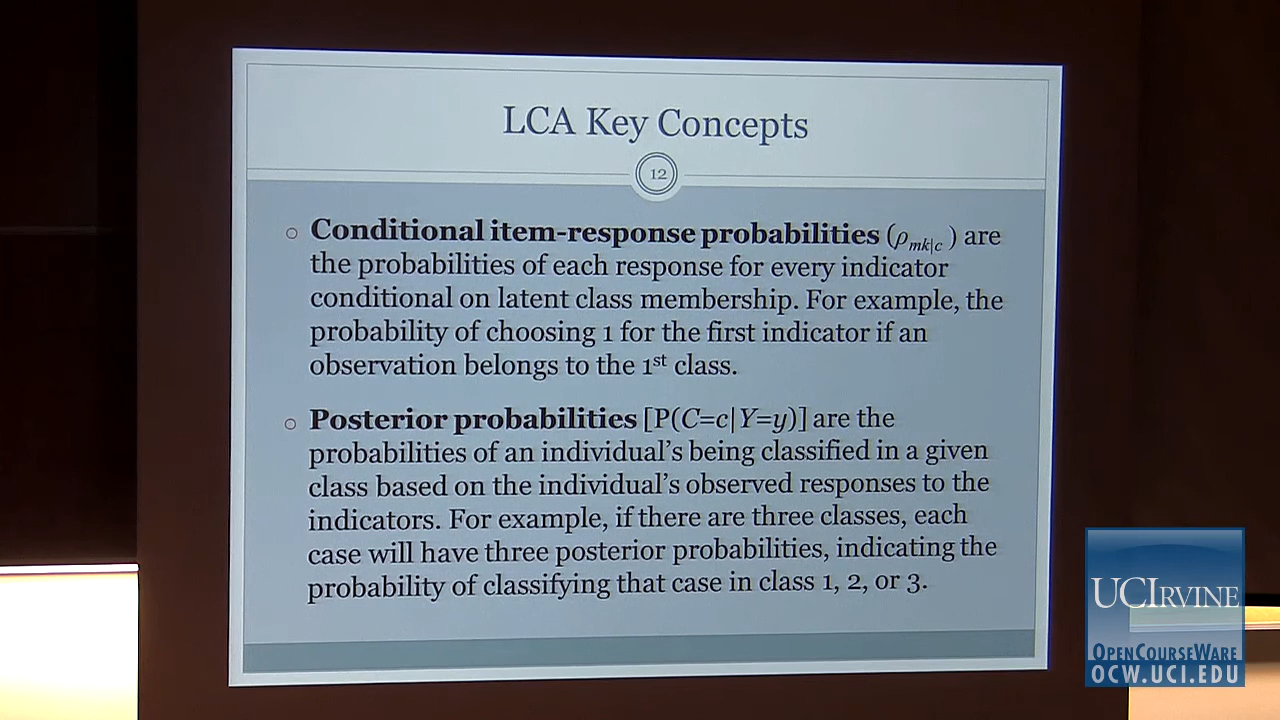 LCA Key Concepts
12
○ Conditional item-response probabilities (ρmk|c ) are
the probabilities of each response for every indicator
conditional on latent class membership. For example, the
probability of choosing 1 for the first indicator if an
observation belongs to the 1st class.
○ Posterior probabilities [P(C=c|Y=y)] are the
probabilities of an individual's being classified in a given
class based on the individual's observed responses to the
indicators. For example, if there are three classes, each
case will have three posterior probabilities, indicating the
probability of classifying that case in class 1, 2, or 3.
UCIRVINE
OPENCOURSEWARE
OCW.UCI.EDU